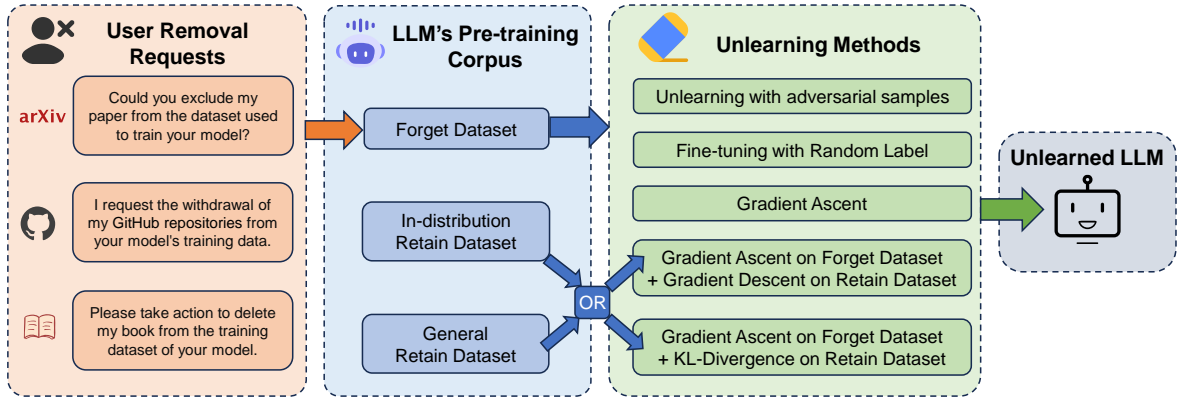 User Removal
Requests
arXiv
Could you exclude my
paper from the dataset used
to train your model?
I request the withdrawal of
my GitHub repositories from
your model's training data.
Please take action to delete
my book from the training
dataset of your model.
LLM's Pre-training
Corpus
Forget Dataset
In-distribution
Retain Dataset
General
Retain Dataset
OR
Unlearning Methods
Unlearning with adversarial samples
Fine-tuning with Random Label
Gradient Ascent
Gradient Ascent on Forget Dataset
+ Gradient Descent on Retain Dataset
Gradient Ascent on Forget Dataset
+ KL-Divergence on Retain Dataset
Unlearned LLM